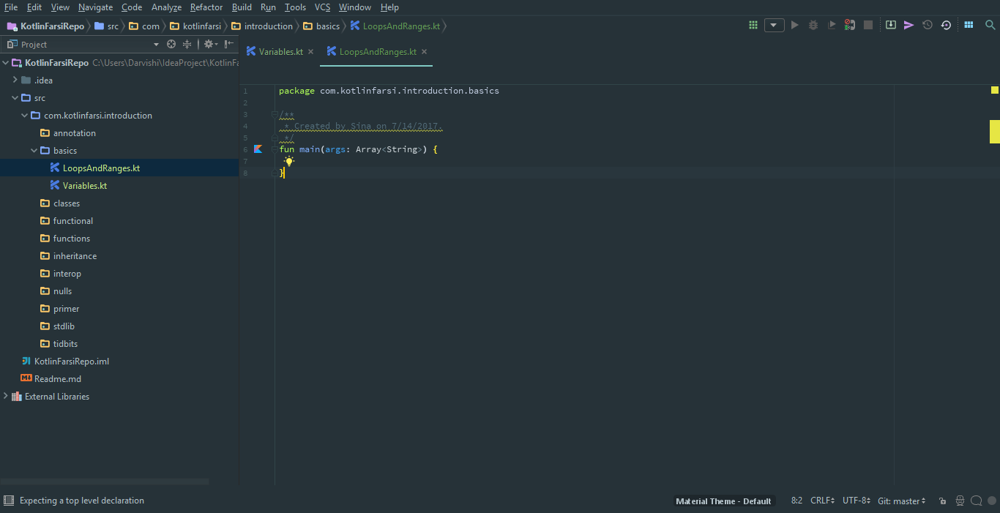 File Edit View Navigate Code Analyze Refactor Build Run Tools VCS Window Help
KotlinFarsiRepo src com kotlinfarsi introduction basics LoopsAndRanges.kt
Project
Variables.kt LoopsAndRanges.kt
KotlinFarsiRepo C:\Users\Darvishi\IdeaProject\KotlinFa
.idea
src
com.kotlinfarsi.introduction
annotation
basics
LoopsAndRanges.kt
Variables.kt
classes
functional
functions
inheritance
interop
nulls
primer
stdlib
tidbits
KotlinFarsiRepo.iml
Readme.md
External Libraries
1 package com.kotlinfarsi.introduction.basics
2
3 /**
4 * Created by Sina on 7/14/2017.
5 */
6 fun main(args: Array<String>) {
7
8 }
Expecting a top level declaration
Material Theme - Default 8:2 CRLF UTF-8 Git: master